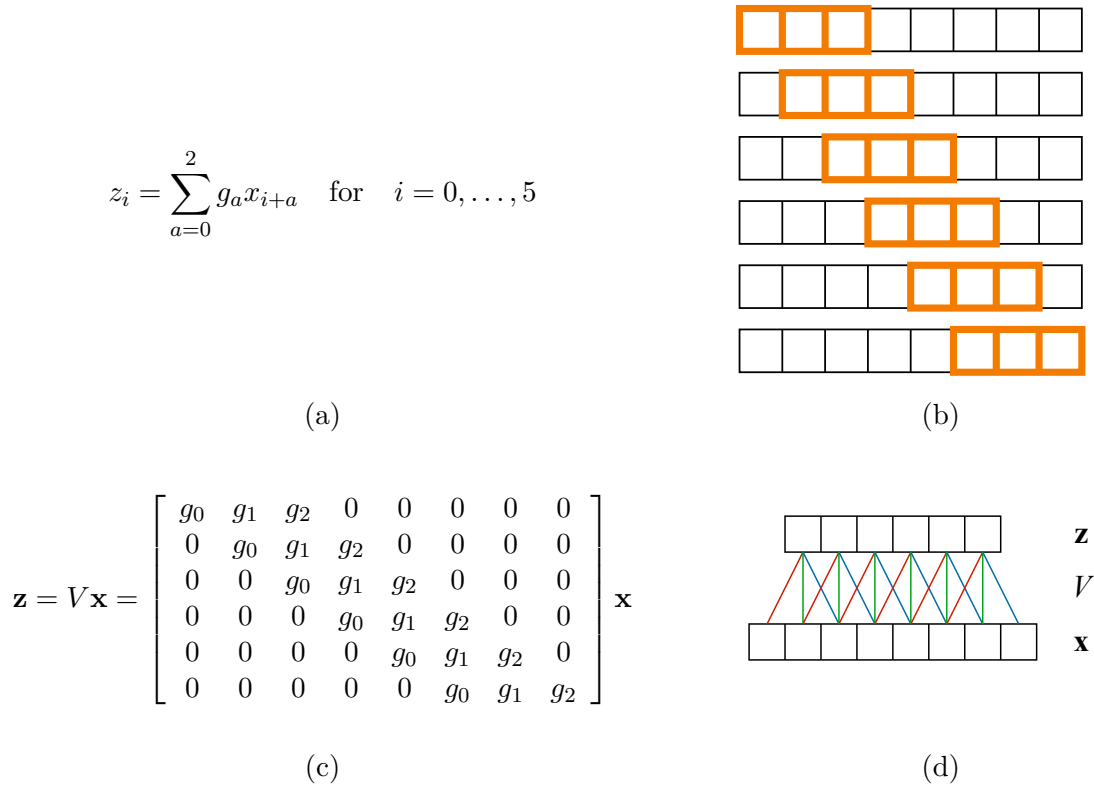 z_i = \sum_{a=0}^{2} g_a x_{i+a} for i = 0, . . . , 5
(a)
(b)
z = Vx =
g_0 g_1 g_2 0 0 0 0 0
0 g_0 g_1 g_2 0 0 0 0
0 0 g_0 g_1 g_2 0 0 0
0 0 0 g_0 g_1 g_2 0 0
0 0 0 0 g_0 g_1 g_2 0
0 0 0 0 0 g_0 g_1 g_2
x
(c)
z
V
x
(d)